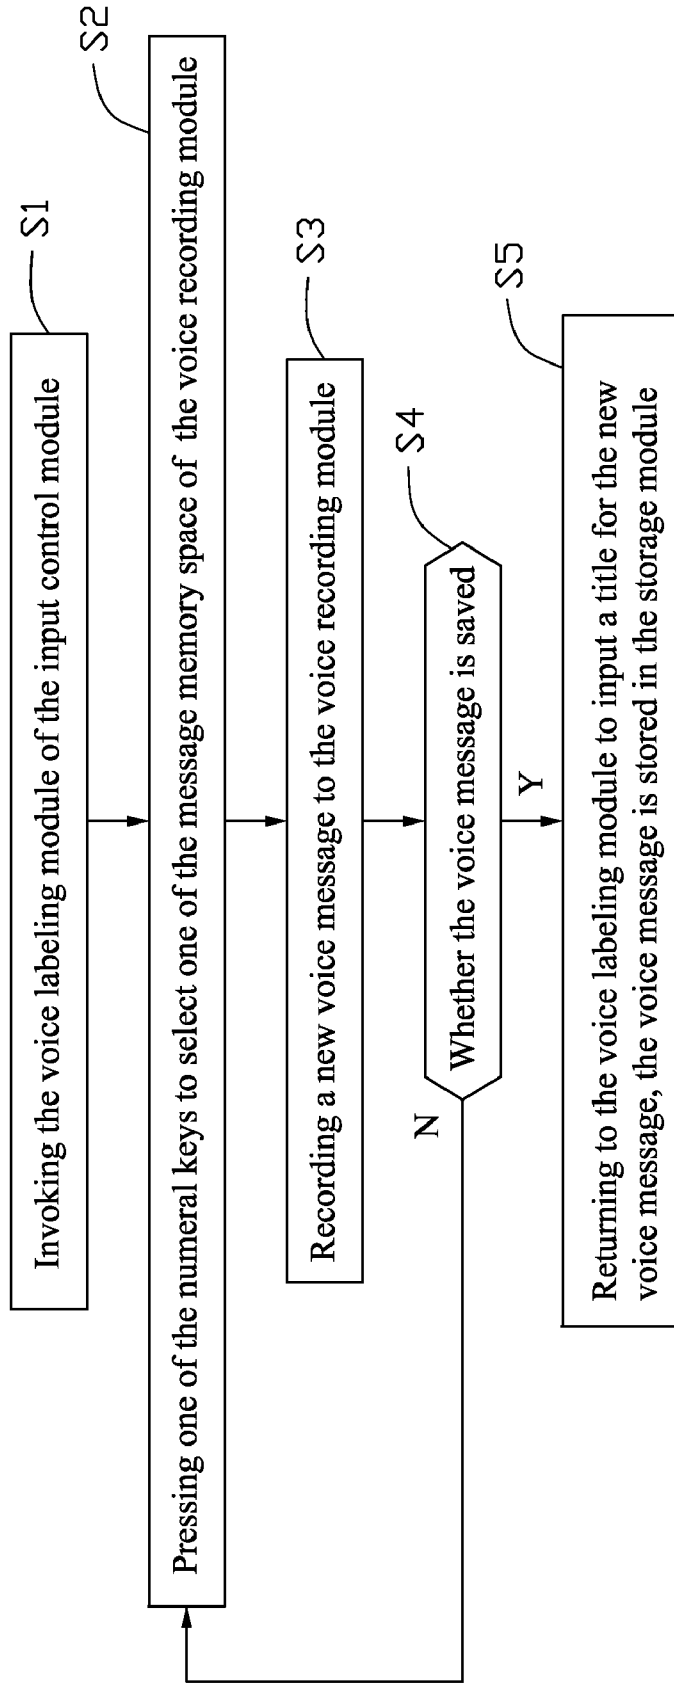 S1
Invoking the voice labeling module of the input control module
S2
Pressing one of the numeral keys to select one of the message memory space of the voice recording module
S3
Recording a new voice message to the voice recording module
S4
Whether the voice message is saved
N
Y
S5
Returning to the voice labeling module to input a title for the new
voice message, the voice message is stored in the storage module